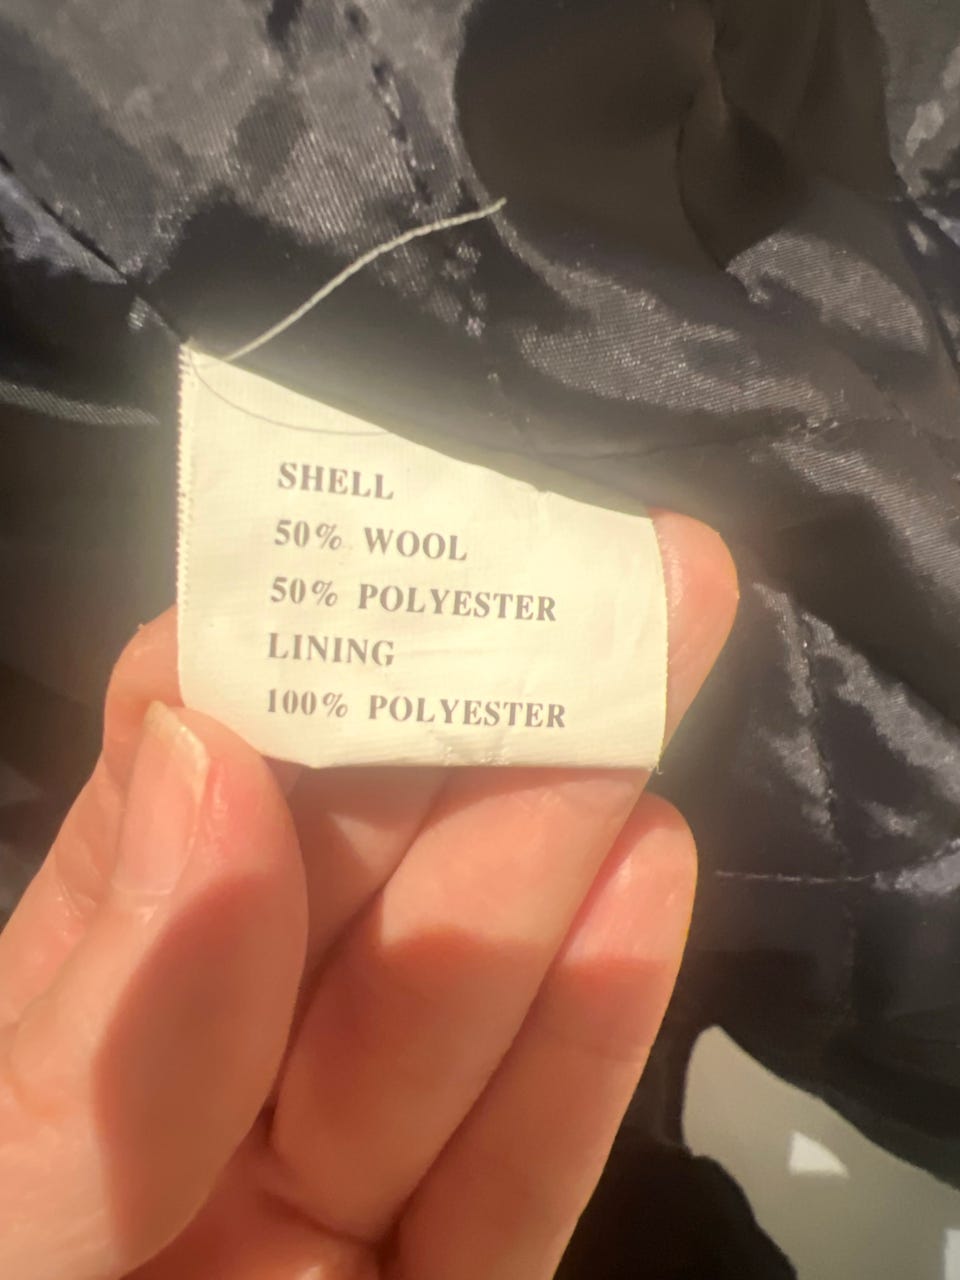 SHELL
50% WOOL
50% POLYESTER
LINING
100% POLYESTER